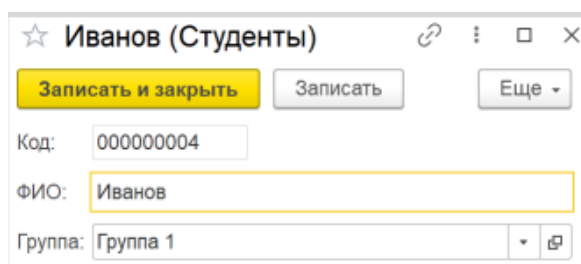 Иванов (Студенты)
Записать и закрыть Записать Еще
Код: 000000004
ФИО: Иванов
Группа: Группа 1